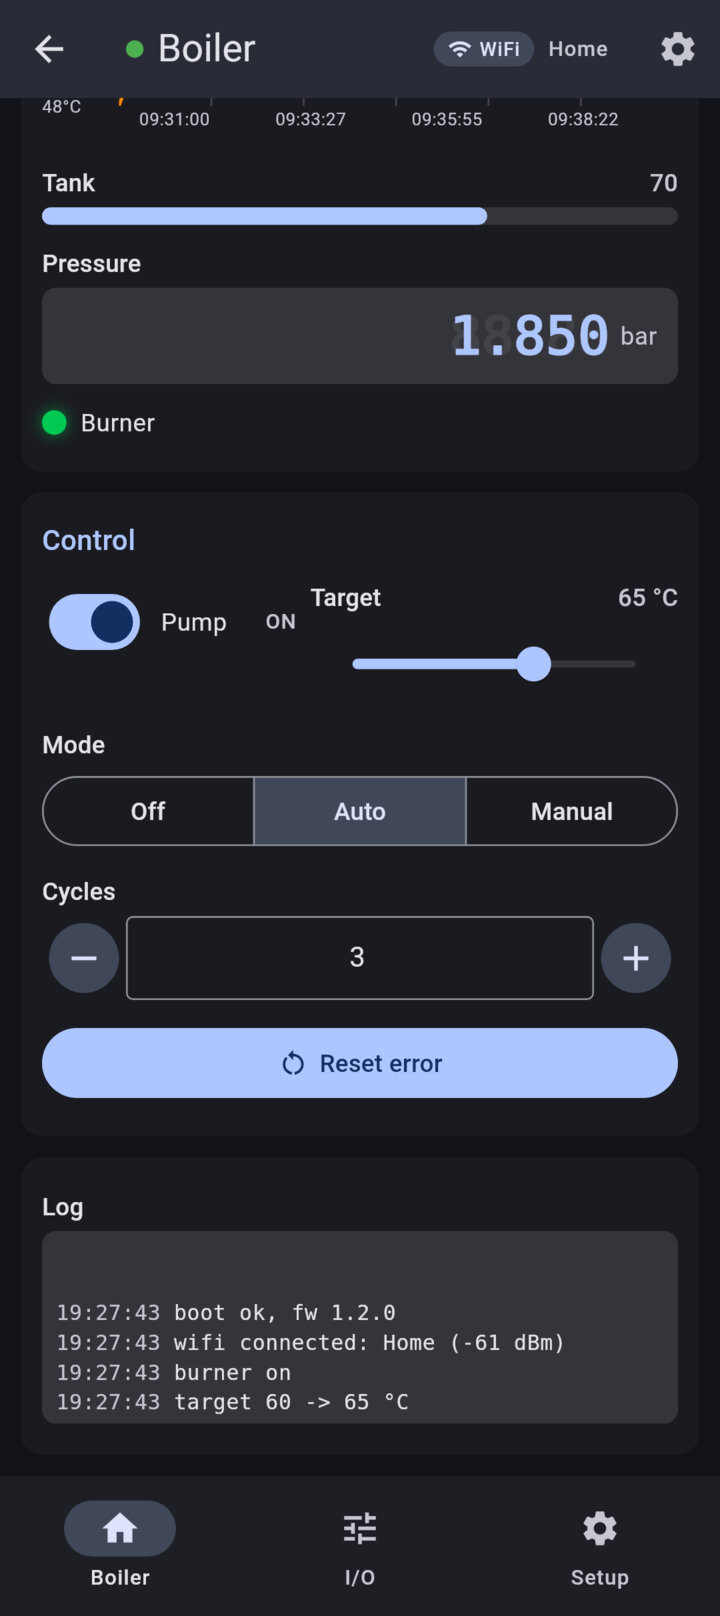 Boiler
WiFi
Home
48°C
09:31:00 09:33:27 09:35:55 09:38:22
Tank 70
Pressure
1.850 bar
Burner
Control
Pump ON
Target 65 °C
Mode
Off Auto Manual
Cycles
3
Reset error
Log
19:27:43 boot ok, fw 1.2.0
19:27:43 wifi connected: Home (-61 dBm)
19:27:43 burner on
19:27:43 target 60 -> 65 °C
Boiler I/O Setup